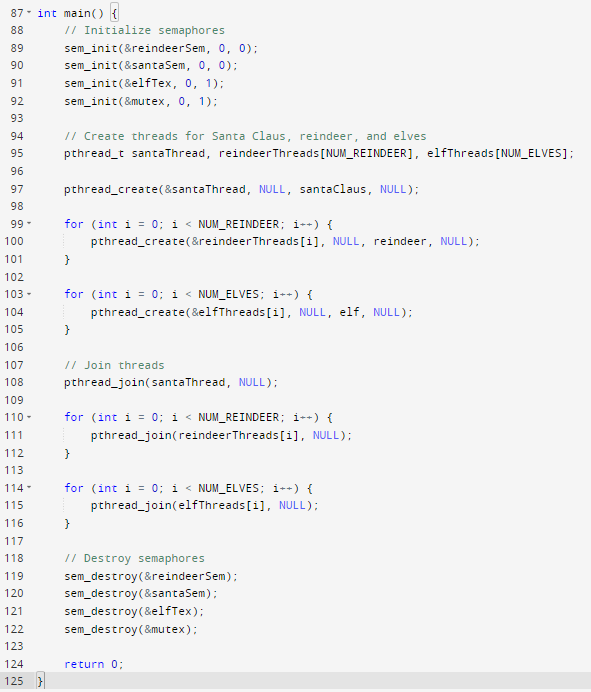 87 int main() {
88     // Initialize semaphores
89     sem_init(&reindeerSem, 0, 0);
90     sem_init(&santaSem, 0, 0);
91     sem_init(&elfTex, 0, 1);
92     sem_init(&mutex, 0, 1);
93
94     // Create threads for Santa Claus, reindeer, and elves
95     pthread_t santaThread, reindeerThreads[NUM_REINDEER], elfThreads[NUM_ELVES];
96
97     pthread_create(&santaThread, NULL, santaClaus, NULL);
98
99     for (int i = 0; i < NUM_REINDEER; i++) {
100         pthread_create(&reindeerThreads[i], NULL, reindeer, NULL);
101     }
102
103     for (int i = 0; i < NUM_ELVES; i++) {
104         pthread_create(&elfThreads[i], NULL, elf, NULL);
105     }
106
107     // Join threads
108     pthread_join(santaThread, NULL);
109
110     for (int i = 0; i < NUM_REINDEER; i++) {
111         pthread_join(reindeerThreads[i], NULL);
112     }
113
114     for (int i = 0; i < NUM_ELVES; i++) {
115         pthread_join(elfThreads[i], NULL);
116     }
117
118     // Destroy semaphores
119     sem_destroy(&reindeerSem);
120     sem_destroy(&santaSem);
121     sem_destroy(&elfTex);
122     sem_destroy(&mutex);
123
124     return 0;
125 }